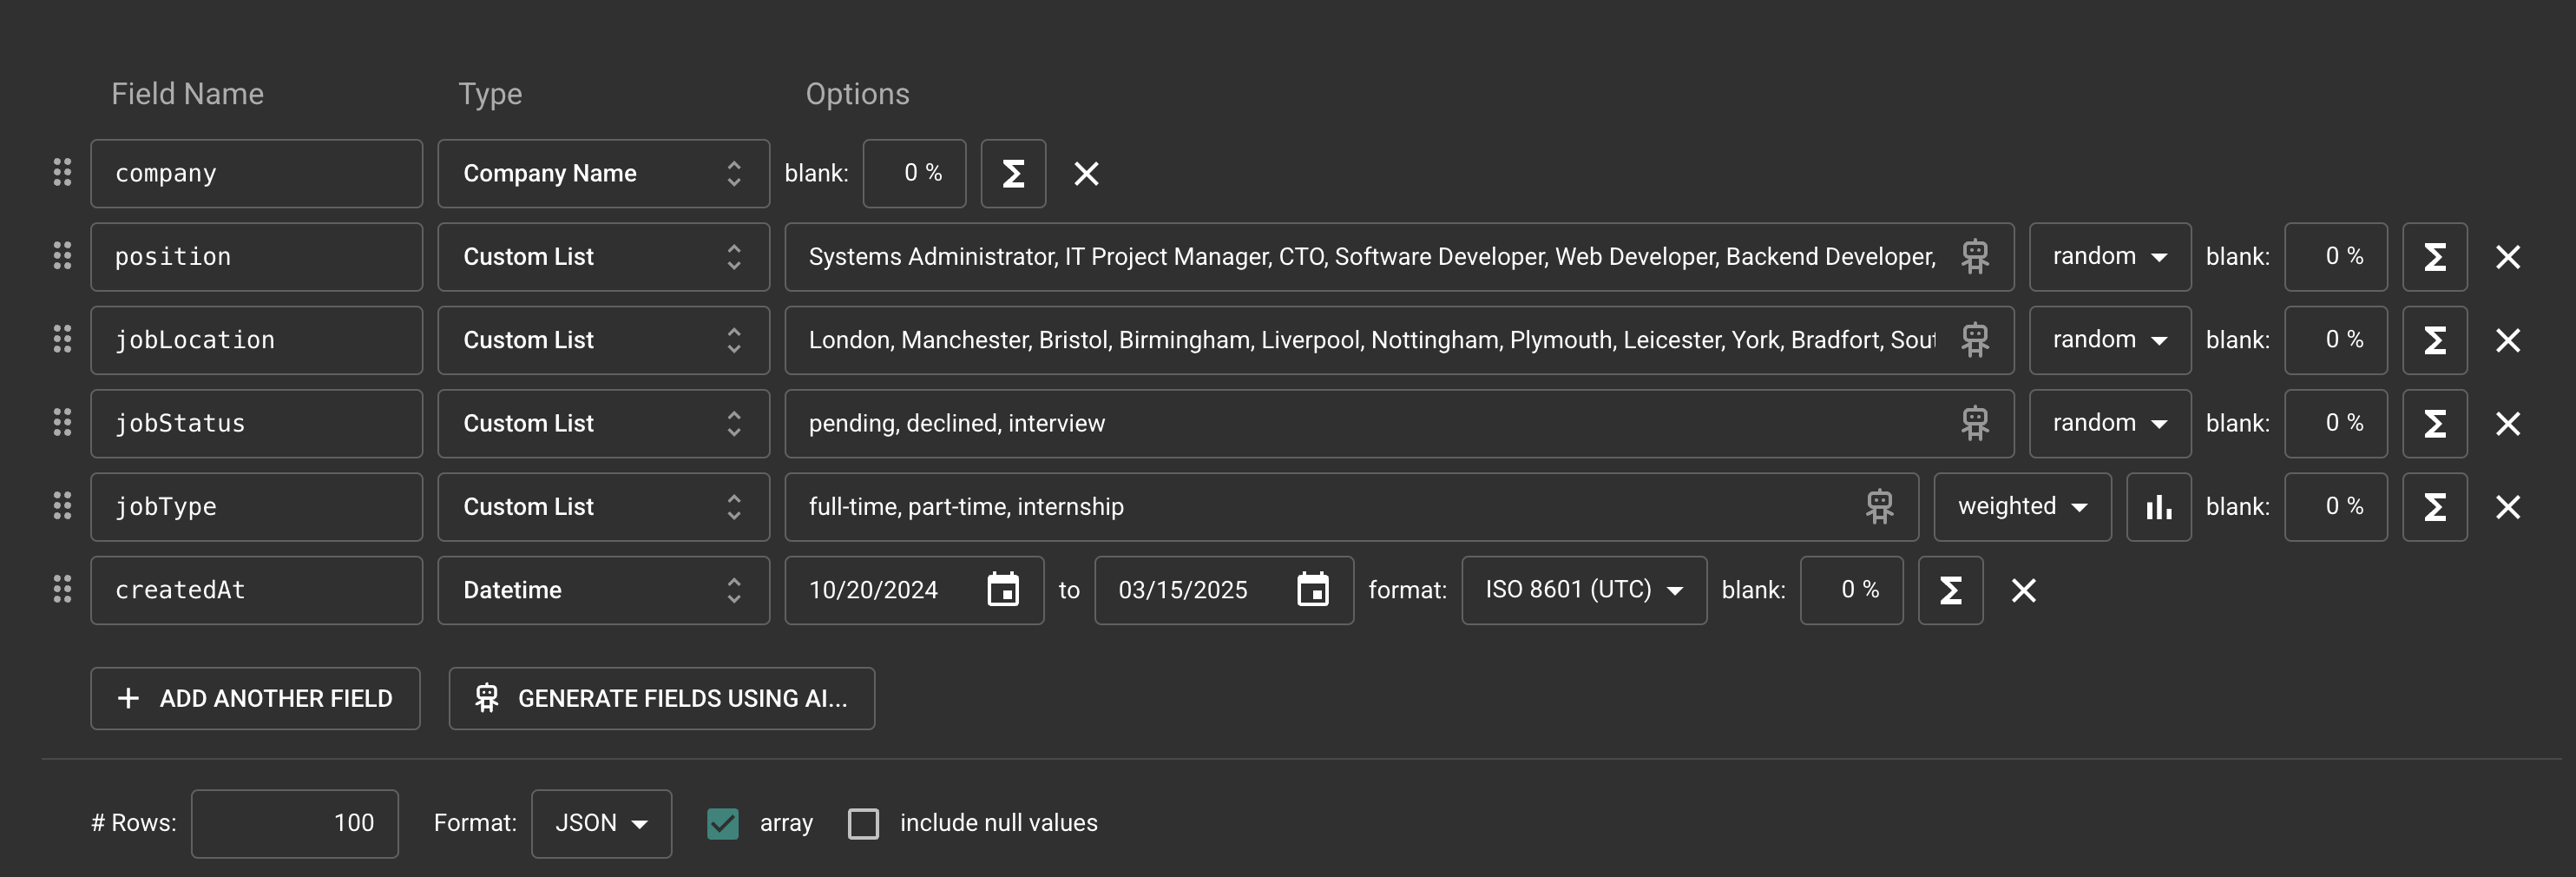 Field Name Type Options
company Company Name blank: 0 %
position Custom List Systems Administrator, IT Project Manager, CTO, Software Developer, Web Developer, Backend Developer, random blank: 0 %
jobLocation Custom List London, Manchester, Bristol, Birmingham, Liverpool, Nottingham, Plymouth, Leicester, York, Bradfort, random blank: 0 %
jobStatus Custom List pending, declined, interview random blank: 0 %
jobType Custom List full-time, part-time, internship weighted blank: 0 %
createdAt Datetime 10/20/2024 to 03/15/2025 format: ISO 8601 (UTC) blank: 0 %
+ ADD ANOTHER FIELD GENERATE FIELDS USING AI...
# Rows: 100 Format: JSON array include null values